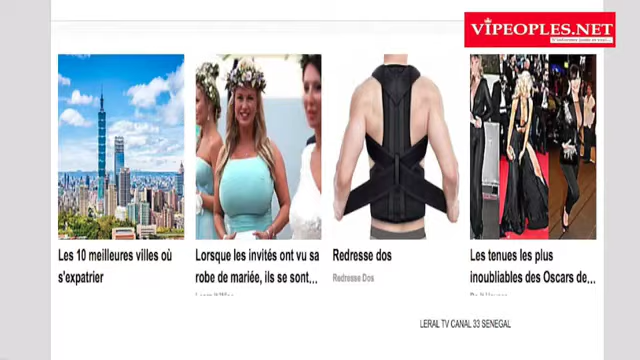 VIPEOPLES.NET
Les 10 meilleures villes où
s'expatrier
Lorsque les invités ont vu sa
robe de mariée, ils se sont...
Redresse dos
Redresse Dos
Les tenues les plus
inoubliables des Oscars de...
LERAL TV CANAL 33 SENEGAL